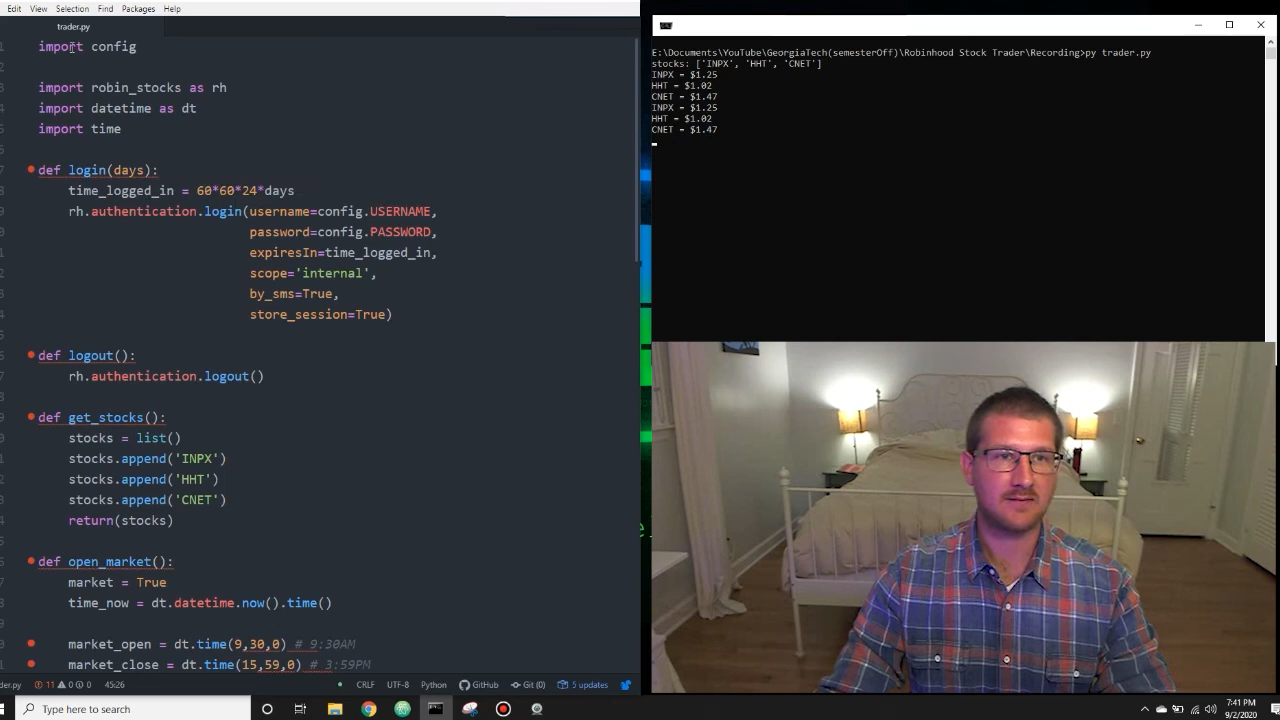 Edit View Selection Find Packages Help
trader.py
import config
import robin_stocks as rh
import datetime as dt
import time
def login(days):
time_logged_in = 60*60*24*days
rh.authentication.login(username=config.USERNAME,
password=config.PASSWORD,
expiresIn=time_logged_in,
scope='internal',
by_sms=True,
store_session=True)
def logout():
rh.authentication.logout()
def get_stocks():
stocks = list()
stocks.append('INPX')
stocks.append('HHT')
stocks.append('CNET')
return(stocks)
def open_market():
market = True
time_now = dt.datetime.now().time()
market_open = dt.time(9,30,0) # 9:30AM
market_close = dt.time(15,59,0) # 3:59PM
der.py 11 0 0 45:26 CRLF UTF-8 Python GitHub Git (0) 5 updates
E:\Documents\YouTube\GeorgiaTech(semesterOff)\Robinhood Stock Trader\Recording>py trader.py
stocks: ['INPX', 'HHT', 'CNET']
INPX = $1.25
HHT = $1.02
CNET = $1.47
INPX = $1.25
HHT = $1.02
CNET = $1.47
Type here to search
7:41 PM
9/2/2020